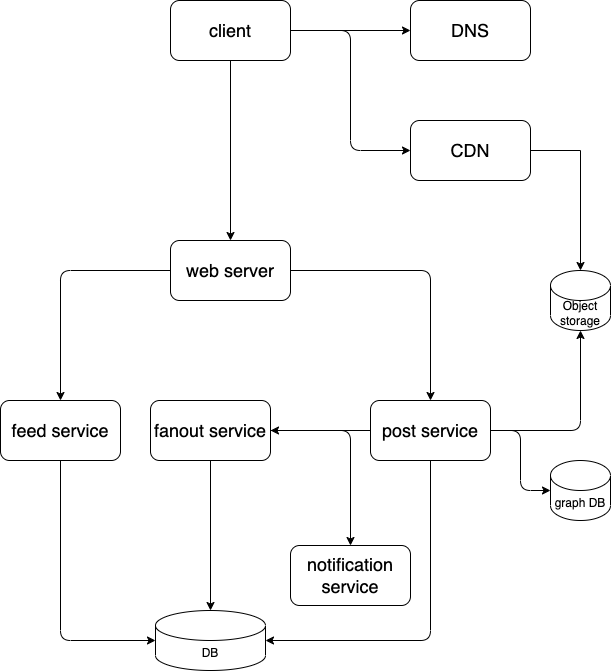 client
DNS
CDN
web server
Object
storage
feed service
fanout service
post service
graph DB
notification
service
DB